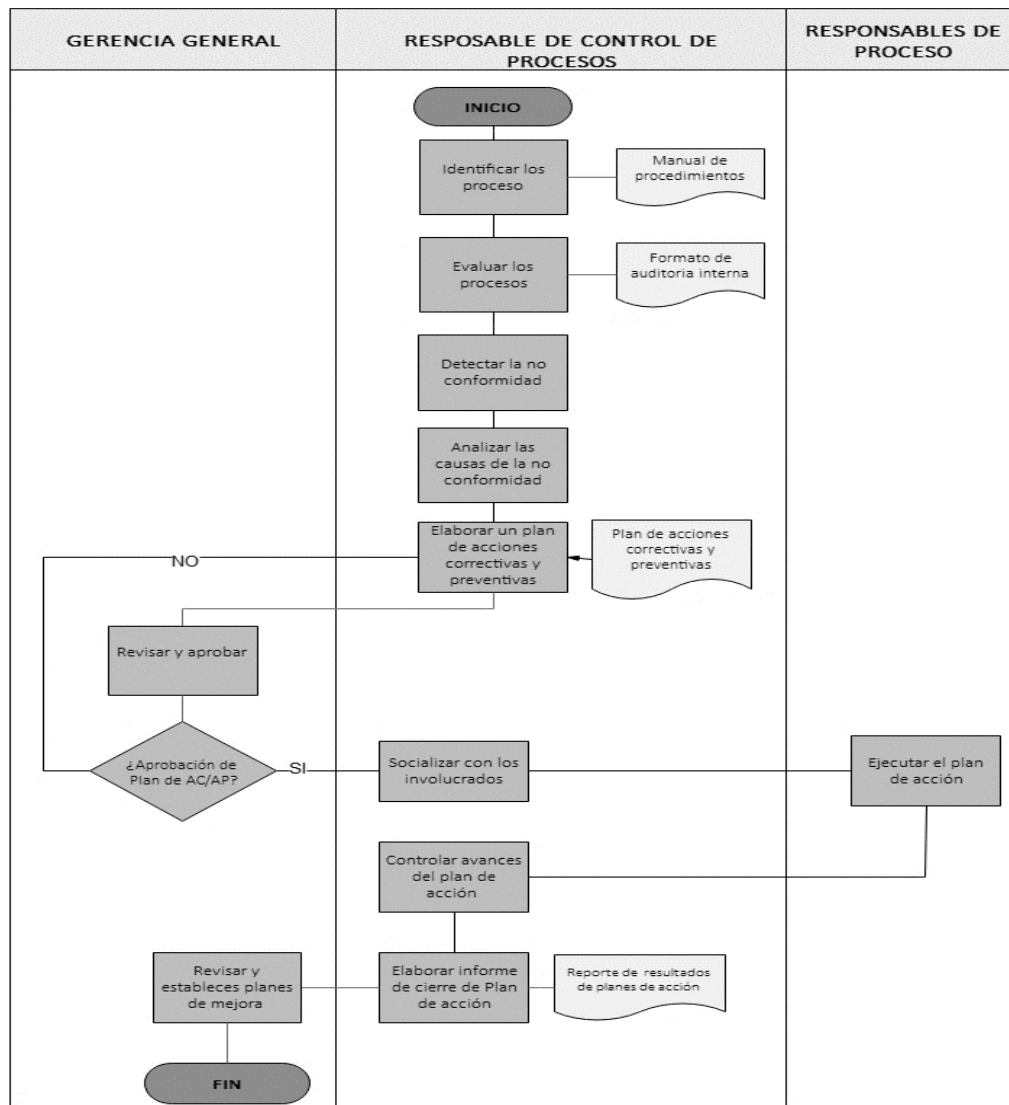 GERENCIA GENERAL
RESPOSABLE DE CONTROL DE
PROCESOS
RESPONSABLES DE
PROCESO
INICIO
Identificar los
proceso
Manual de
procedimientos
Evaluar los
procesos
Formato de
auditoria interna
Detectar la no
conformidad
Analizar las
causas de la no
conformidad
Elaborar un plan
de acciones
correctivas y
preventivas
Plan de acciones
correctivas y
preventivas
NO
Revisar y aprobar
¿Aprobación de
Plan de AC/AP?
SI
Socializar con los
involucrados
Ejecutar el plan
de acción
Controlar avances
del plan de
acción
Revisar y
estableces planes
de mejora
Elaborar informe
de cierre de Plan
de acción
Reporte de resultados
de planes de acción
FIN